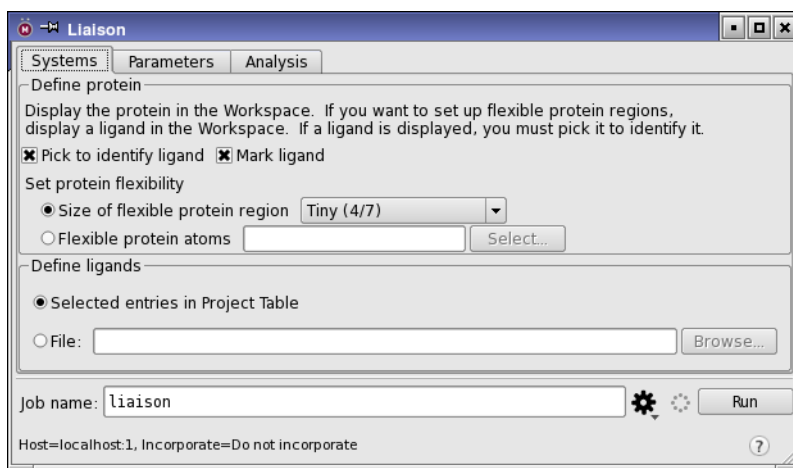 Liaison
Systems Parameters Analysis
Define protein
Display the protein in the Workspace. If you want to set up flexible protein regions,
display a ligand in the Workspace. If a ligand is displayed, you must pick it to identify it.
Pick to identify ligand Mark ligand
Set protein flexibility
Size of flexible protein region Tiny (4/7)
Flexible protein atoms Select...
Define ligands
Selected entries in Project Table
File: Browse...
Job name: liaison Run
Host=localhost:1, Incorporate=Do not incorporate ?